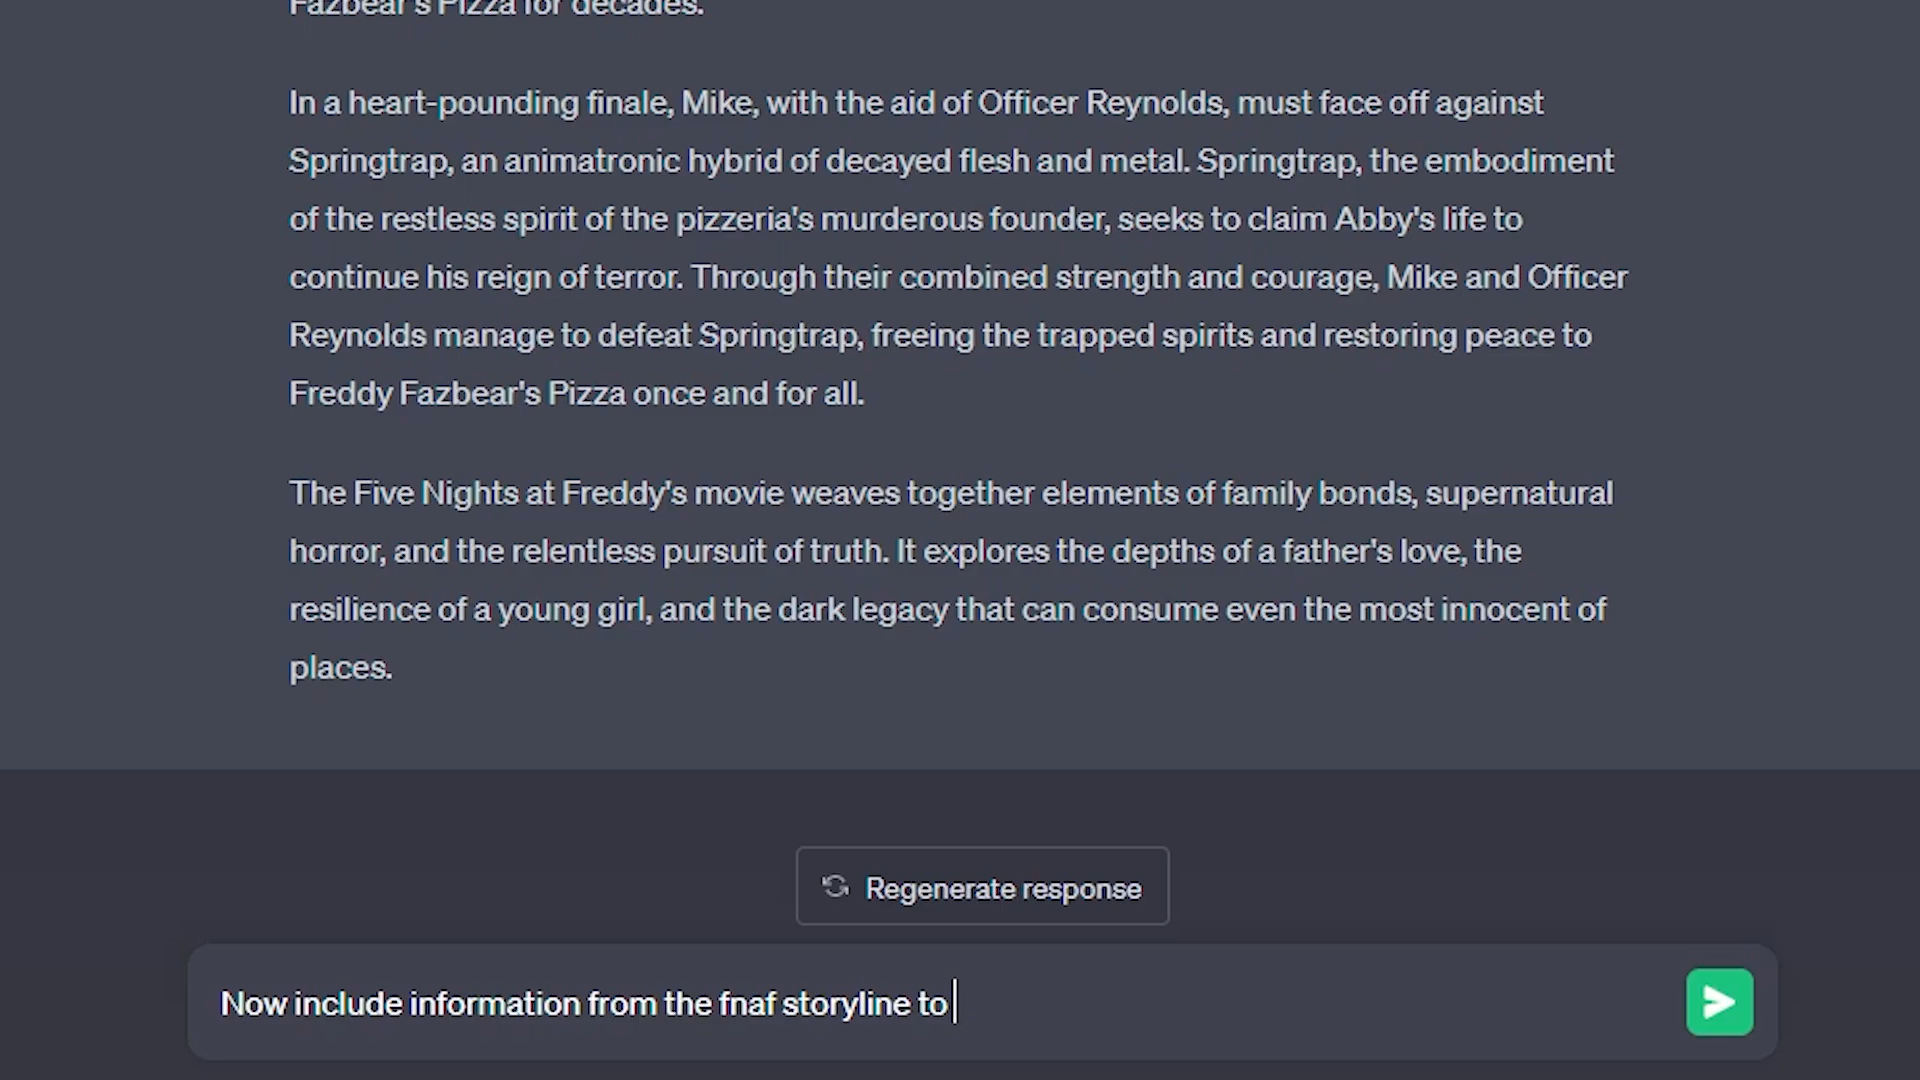 Fazbear's Pizza for decades.
In a heart-pounding finale, Mike, with the aid of Officer Reynolds, must face off against
Springtrap, an animatronic hybrid of decayed flesh and metal. Springtrap, the embodiment
of the restless spirit of the pizzeria's murderous founder, seeks to claim Abby's life to
continue his reign of terror. Through their combined strength and courage, Mike and Officer
Reynolds manage to defeat Springtrap, freeing the trapped spirits and restoring peace to
Freddy Fazbear's Pizza once and for all.
The Five Nights at Freddy's movie weaves together elements of family bonds, supernatural
horror, and the relentless pursuit of truth. It explores the depths of a father's love, the
resilience of a young girl, and the dark legacy that can consume even the most innocent of
places.
Regenerate response
Now include information from the fnaf storyline to